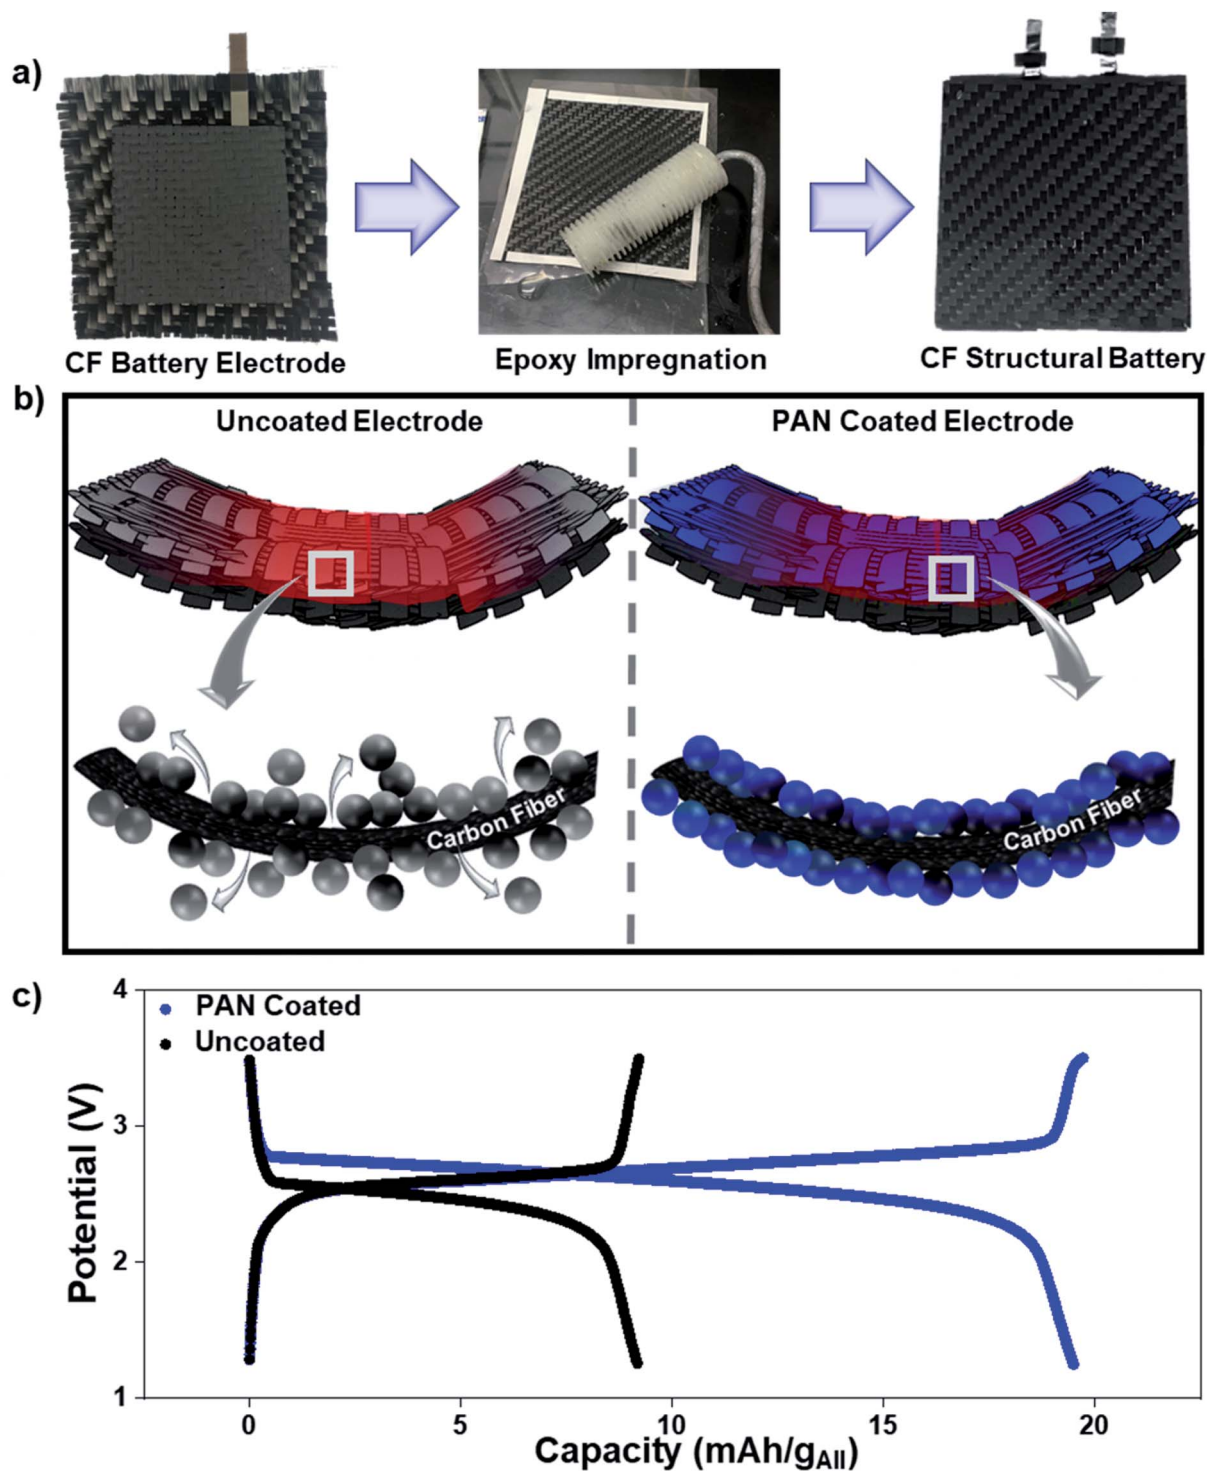 a)
CF Battery Electrode
Epoxy Impregnation
CF Structural Battery
b)
Uncoated Electrode
PAN Coated Electrode
Carbon Fiber
Carbon Fiber
c)
PAN Coated
Uncoated
Potential (V)
4
3
2
1
0 5 10 15 20
Capacity (mAh/gAll)